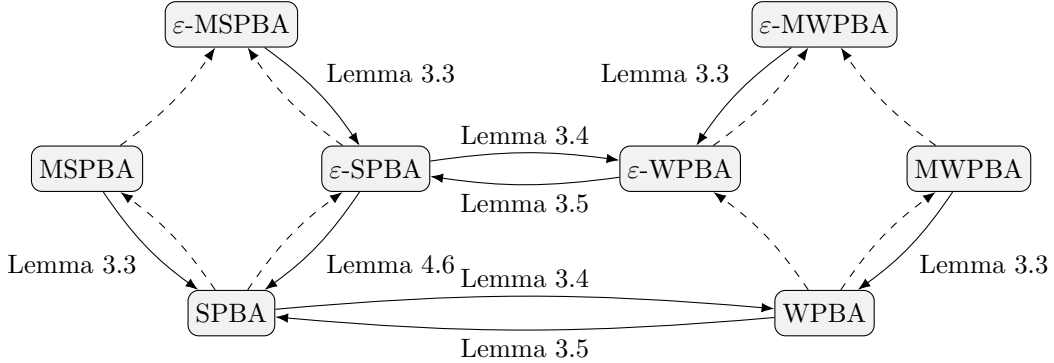 ε-MSPBA
ε-MWPBA
Lemma 3.3
Lemma 3.3
Lemma 3.4
MSPBA
ε-SPBA
ε-WPBA
MWPBA
Lemma 3.5
Lemma 3.3
Lemma 4.6
Lemma 3.3
Lemma 3.4
SPBA
WPBA
Lemma 3.5